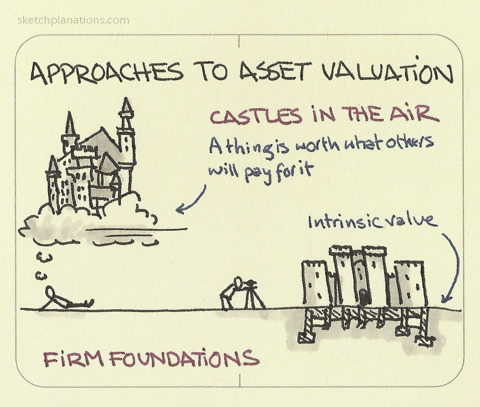 sketchplanations.com
APPROACHES TO ASSET VALUATION
CASTLES IN THE AIR
A thing is worth what others
will pay for it
Intrinsic value
FIRM FOUNDATIONS